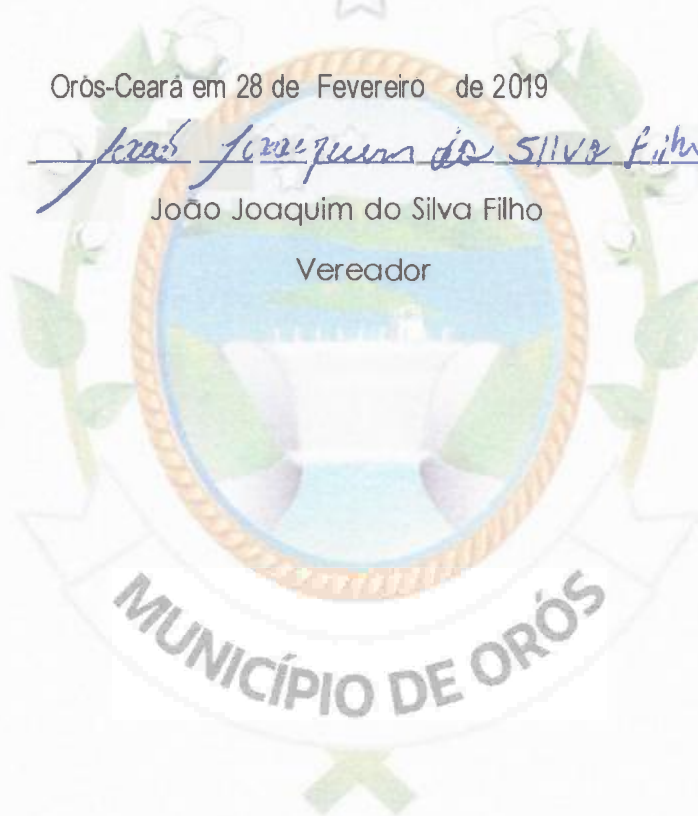 Orós-Ceará em 28 de Fevereiro de 2019
João Joaquim do Silva Filho
João Joaquim do Silva Filho
Vereador
MUNICÍPIO DE ORÓS